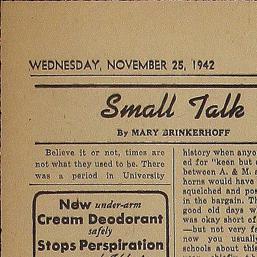 WEDNESDAY, NOVEMBER 25, 1942
Small Talk
By MARY BRINKERHOFF
Believe it or not, times are
not what they used to be. There
was a period in University
New under-arm
Cream Deodorant
safely
Stops Perspiration
history when anyo
ed for "keen but c
between A. & M. a
horns would have
squelched and po
in the bargain. Th
good old days w
was okay short of
—but not very fa
now you usually
schools about this